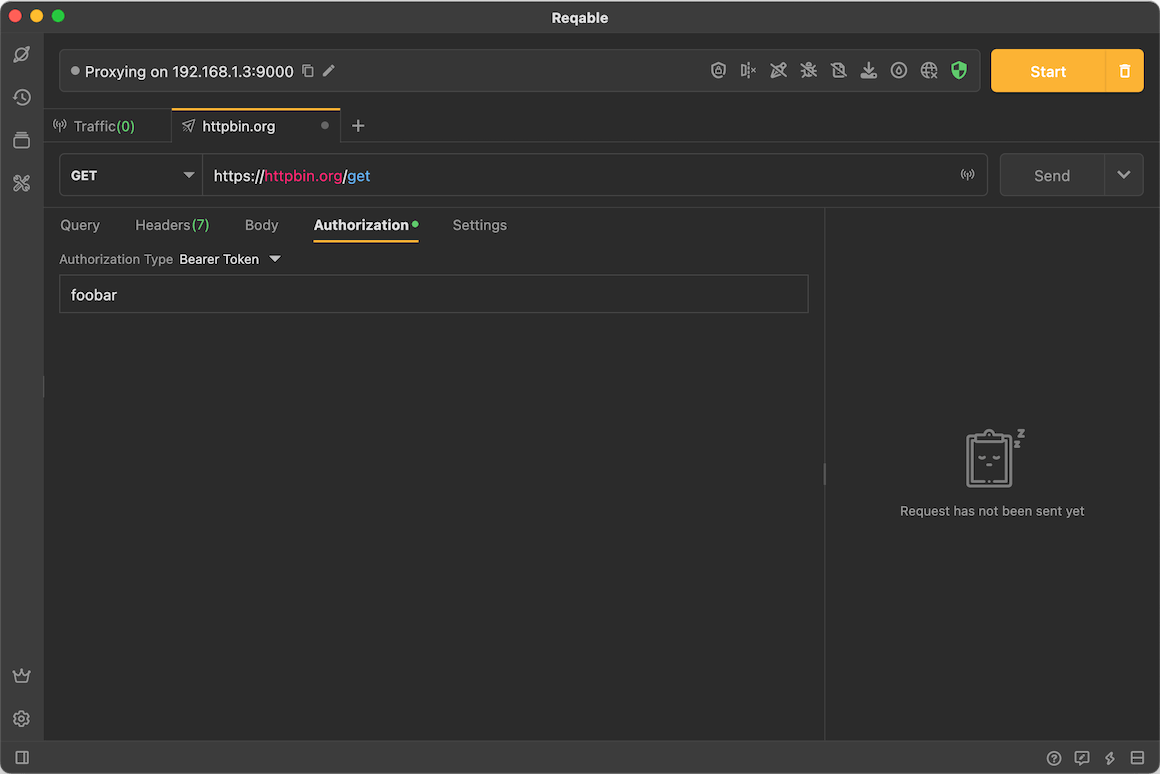 Reqable
Proxying on 192.168.1.3:9000
Start
Traffic(0)
httpbin.org
GET
https://httpbin.org/get
Send
Query
Headers(7)
Body
Authorization
Settings
Authorization Type Bearer Token
foobar
z
z
Request has not been sent yet